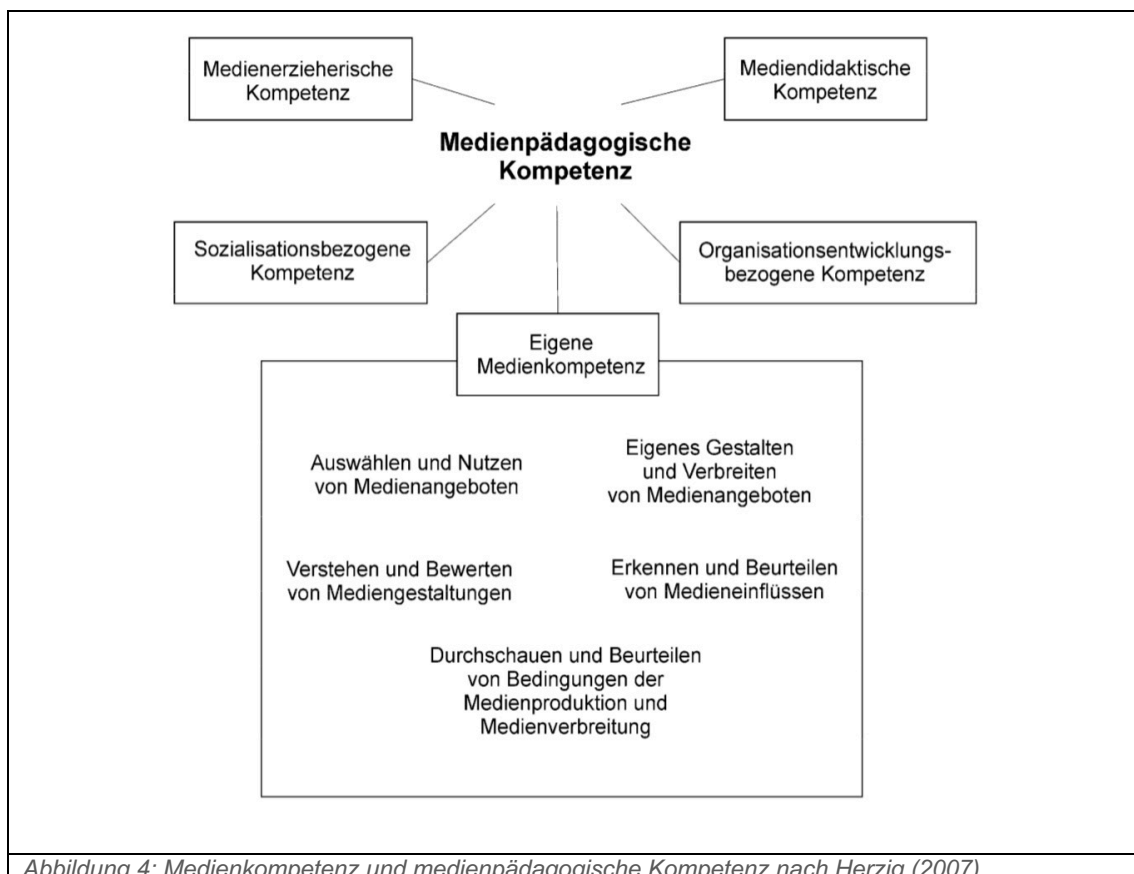 Medienerzieherische
Kompetenz
Mediendidaktische
Kompetenz
Medienpädagogische
Kompetenz
Sozialisationsbezogene
Kompetenz
Organisationsentwicklungs-
bezogene Kompetenz
Eigene
Medienkompetenz
Auswählen und Nutzen
von Medienangeboten
Eigenes Gestalten
und Verbreiten
von Medienangeboten
Verstehen und Bewerten
von Mediengestaltungen
Erkennen und Beurteilen
von Medieneinflüssen
Durchschauen und Beurteilen
von Bedingungen der
Medienproduktion und
Medienverbreitung
Abbildung 4: Medienkompetenz und medienpädagogische Kompetenz nach Herzig (2007)